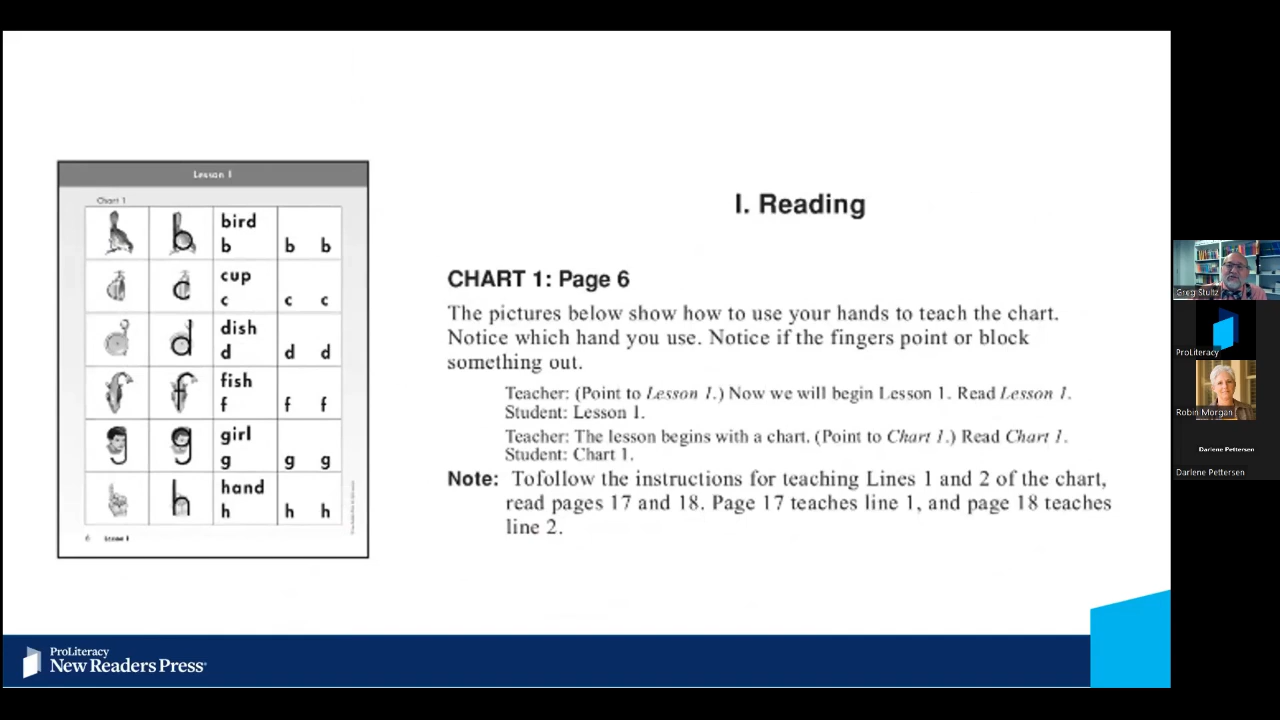 Lesson 1
Chart 1
bird
b b b
cup
c c c
dish
d d d
fish
f f f
girl
g g g
hand
h h h
6 Lesson 1
I. Reading
CHART 1: Page 6
The pictures below show how to use your hands to teach the chart.
Notice which hand you use. Notice if the fingers point or block
something out.
Teacher: (Point to Lesson 1.) Now we will begin Lesson 1. Read Lesson 1.
Student: Lesson 1.
Teacher: The lesson begins with a chart. (Point to Chart 1.) Read Chart 1.
Student: Chart 1.
Note: Tofollow the instructions for teaching Lines 1 and 2 of the chart,
read pages 17 and 18. Page 17 teaches line 1, and page 18 teaches
line 2.
ProLiteracy
New Readers Press
Greg Stultz
ProLiteracy
Robin Morgan
Darlene Pettersen
Darlene Pettersen